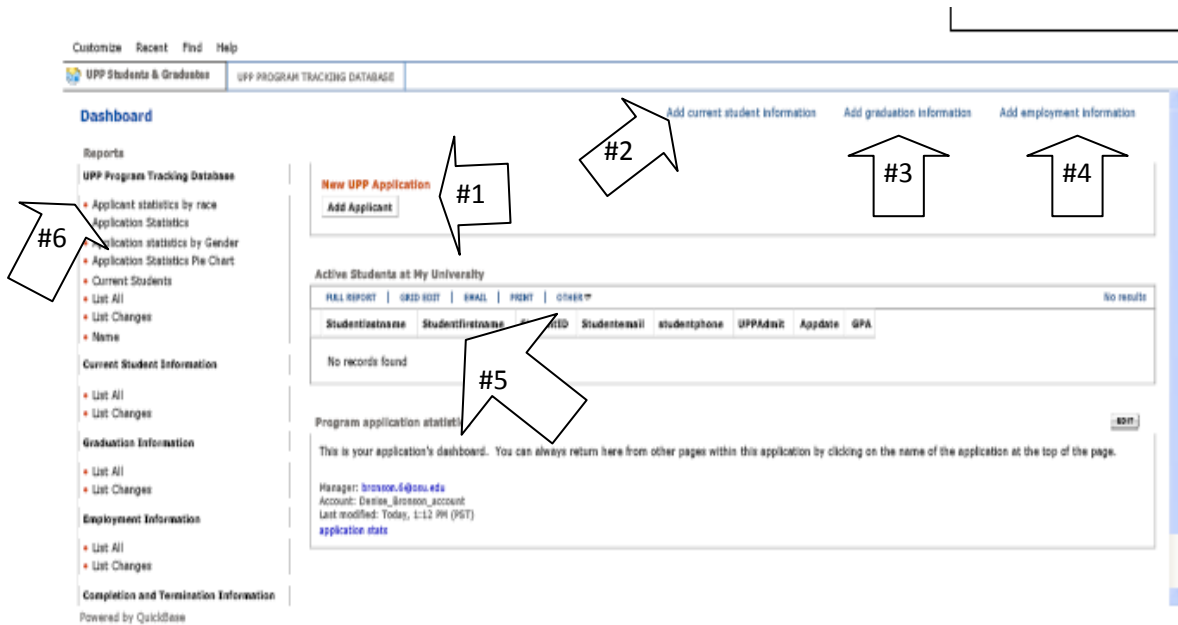 Customize Recent Find Help
UPP Students & Graduates UPP PROGRAM TRACKING DATABASE
Dashboard
Add current student information Add graduation information Add employment information
#2
#3
#4
Reports
UPP Program Tracking Database
• Applicant statistics by race
Application Statistics
• Application statistics by Gender
• Application Statistics Pie Chart
• Current Students
• List All
• List Changes
• Name
#6
Current Student Information
• List All
• List Changes
Graduation Information
• List All
• List Changes
Employment Information
• List All
• List Changes
Completion and Termination Information
Powered by QuickBase
New UPP Application
Add Applicant
#1
Active Students at My University
FULL REPORT | GRID EDIT | EMAIL | PRINT | OTHER
No results
Studentlastname Studentfirstname Studentemail studentphone UPPAdmit Appdate GPA
No records found
#5
Program application
EDIT
This is your application's dashboard. You can always return here from other pages within this application by clicking on the name of the application at the top of the page.
Manager: bronson.6@osu.edu
Account: Denise_Bronson_account
Last modified: Today, 1:12 PM (PST)
application stats